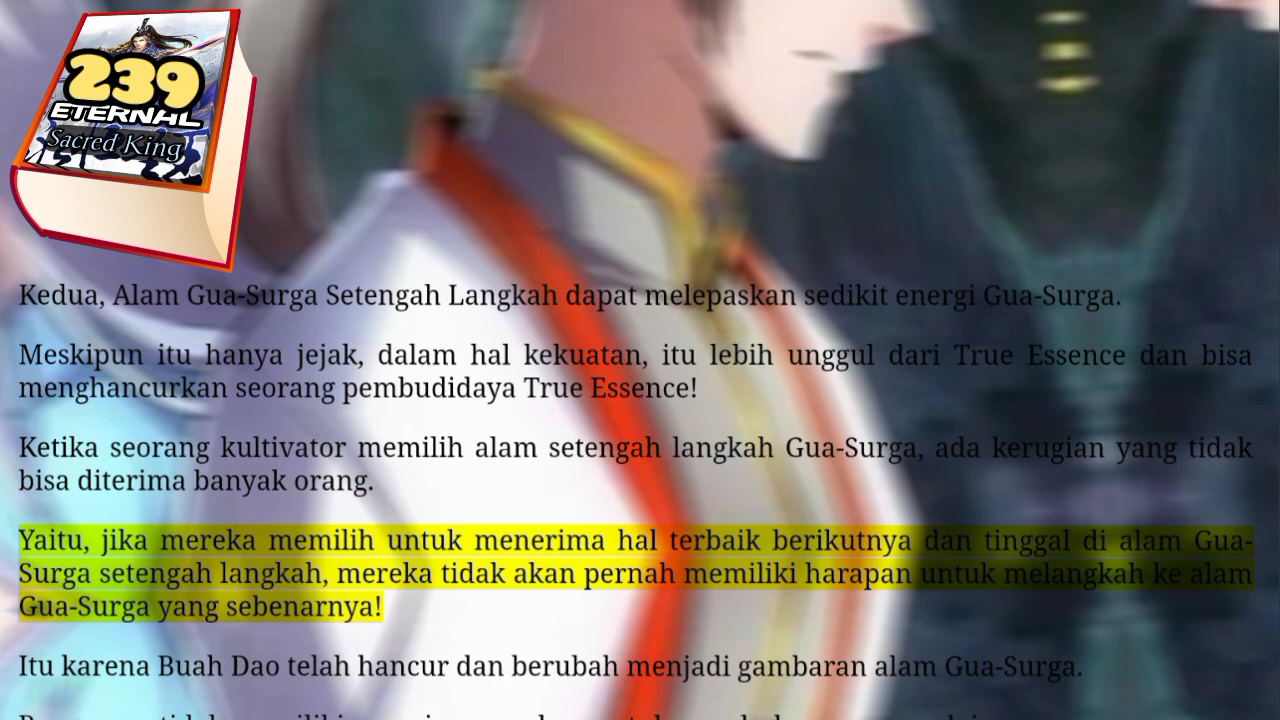 239
ETERNAL
Sacred King
Kedua, Alam Gua-Surga Setengah Langkah dapat melepaskan sedikit energi Gua-Surga.
Meskipun itu hanya jejak, dalam hal kekuatan, itu lebih unggul dari True Essence dan bisa
menghancurkan seorang pembudidaya True Essence!
Ketika seorang kultivator memilih alam setengah langkah Gua-Surga, ada kerugian yang tidak
bisa diterima banyak orang.
Yaitu, jika mereka memilih untuk menerima hal terbaik berikutnya dan tinggal di alam Gua-
Surga setengah langkah, mereka tidak akan pernah memiliki harapan untuk melangkah ke alam
Gua-Surga yang sebenarnya!
Itu karena Buah Dao telah hancur dan berubah menjadi gambaran alam Gua-Surga.